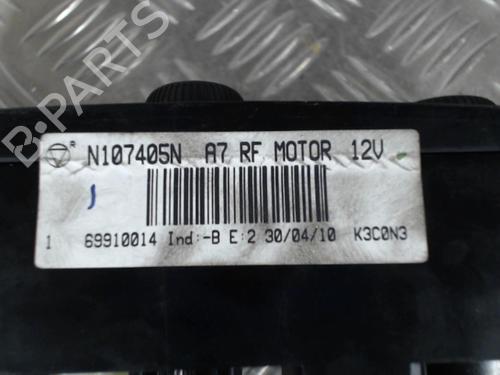 B-PARTS
R N107405N A7 RF MOTOR 12V
1 69910014 Ind:-B E:2 30/04/10 K3C0N3